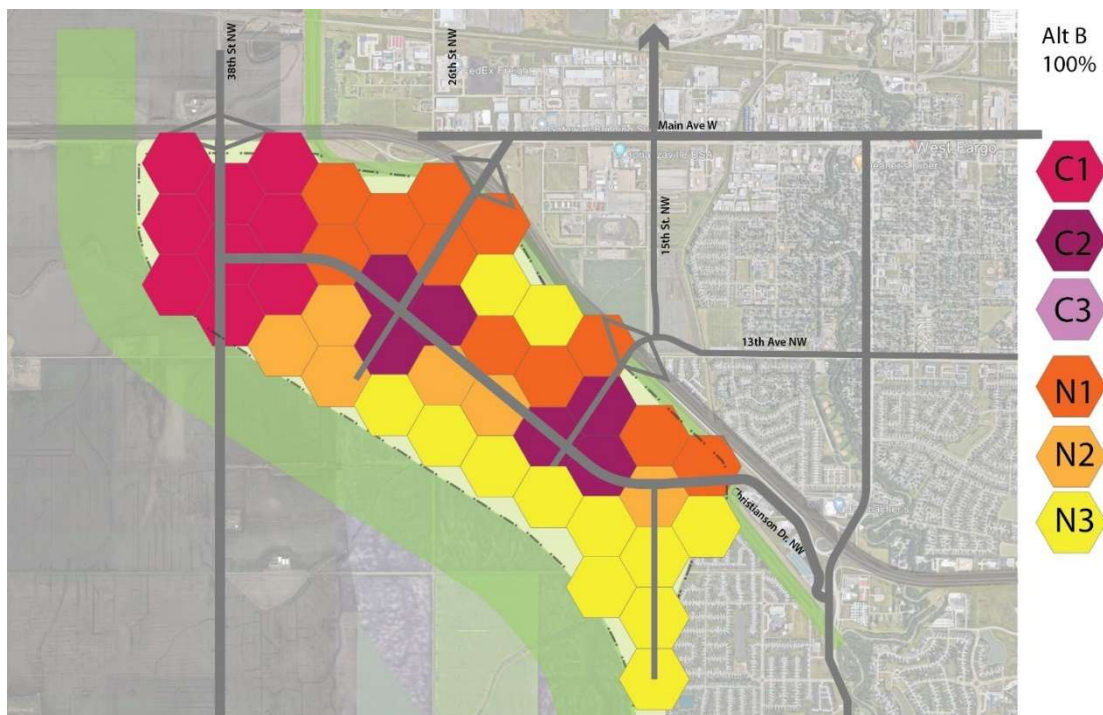 38th St NW
26th St NW
Alt B
100%
Main Ave W
West Fargo
C1
C2
15th St. NW
C3
13th Ave NW
N1
N2
Christianson Dr. NW
N3